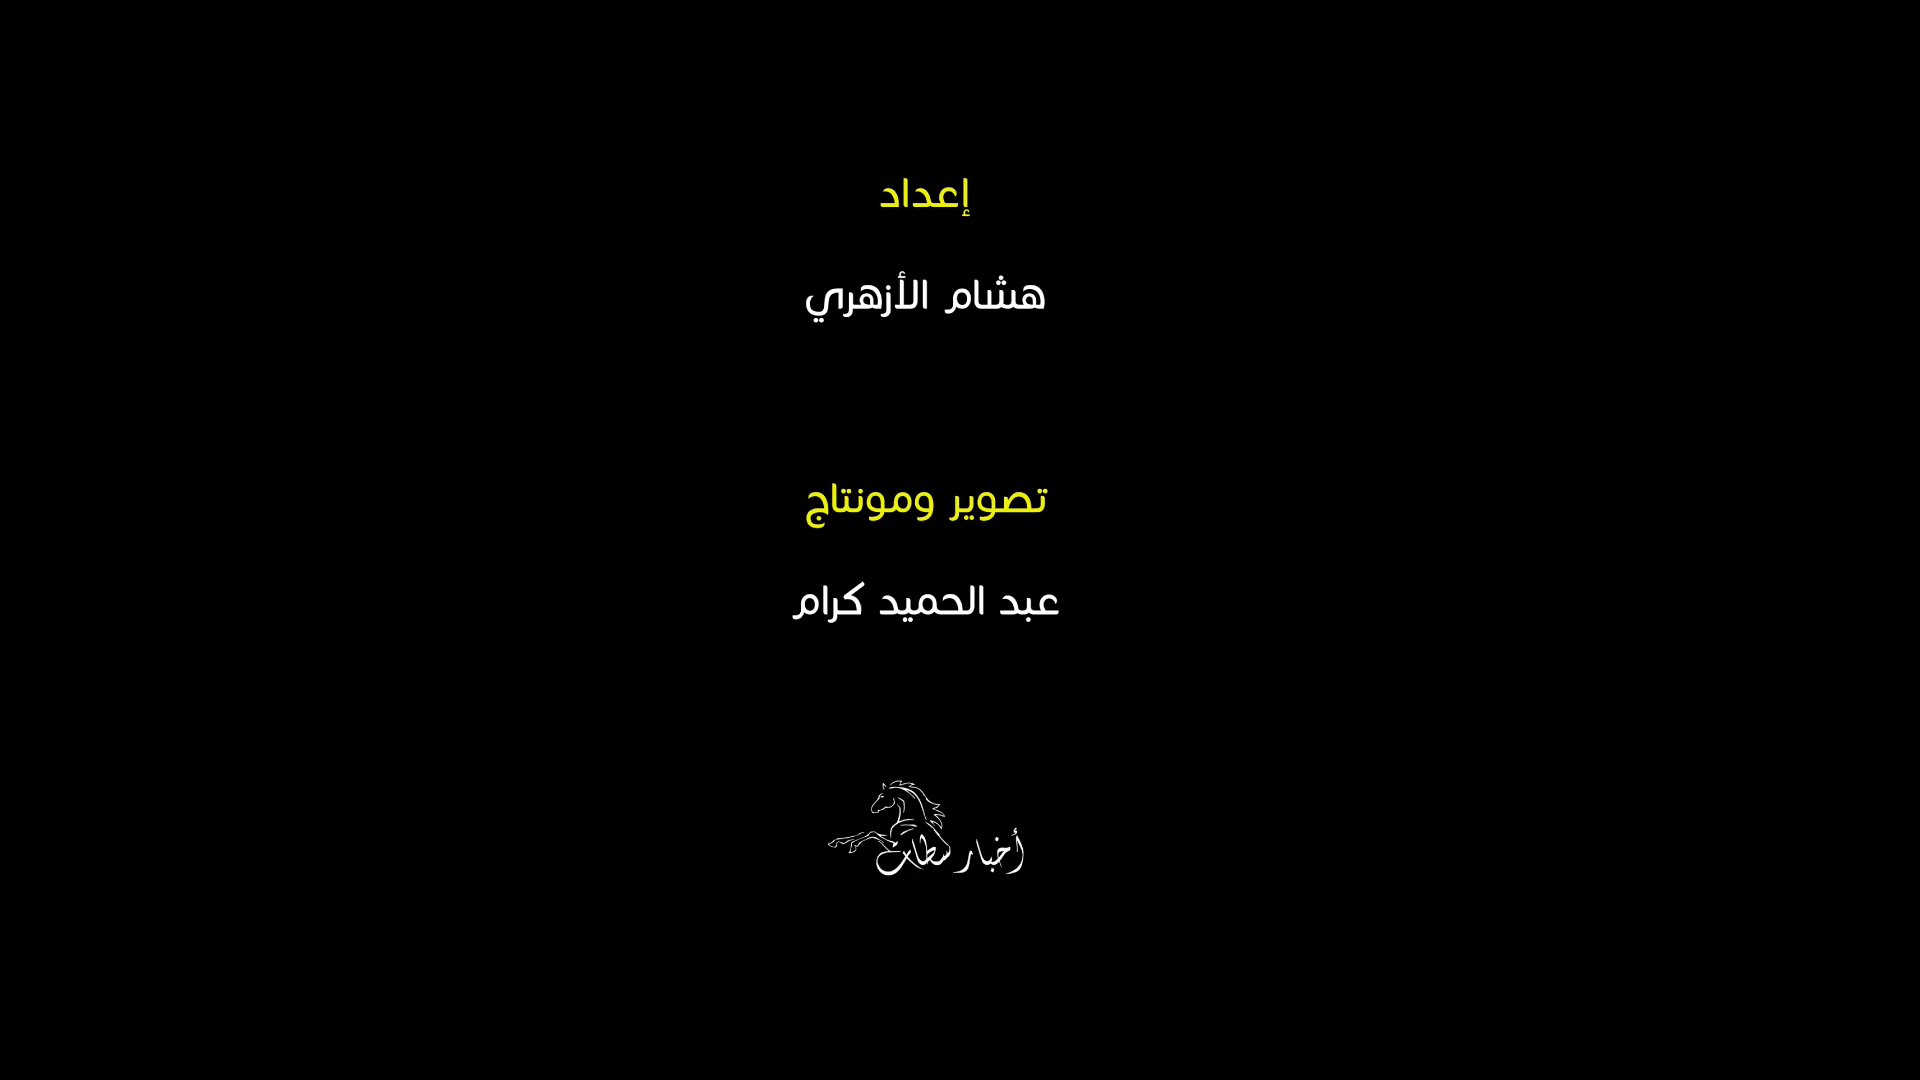 إعداد
هشام الأزهري
تصوير ومونتاج
عبد الحميد كرام
أخبار سطات